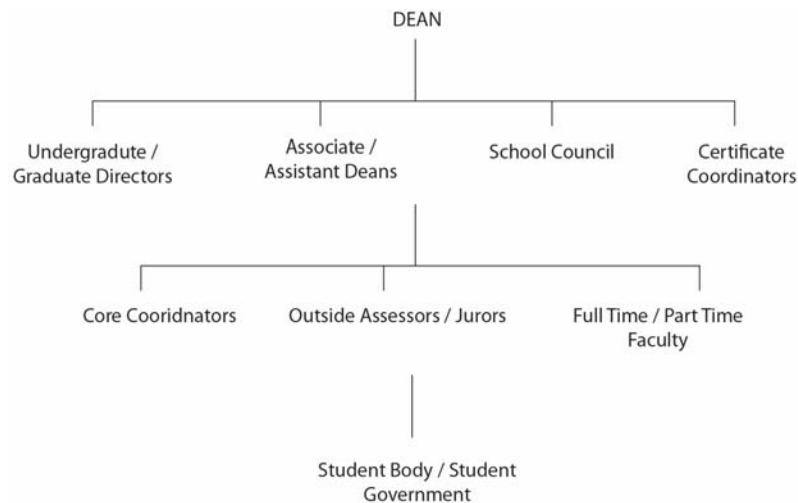 DEAN
Undergradute /
Graduate Directors
Associate /
Assistant Deans
School Council
Certificate
Coordinators
Core Cooridnators
Outside Assessors / Jurors
Full Time / Part Time
Faculty
Student Body / Student
Government